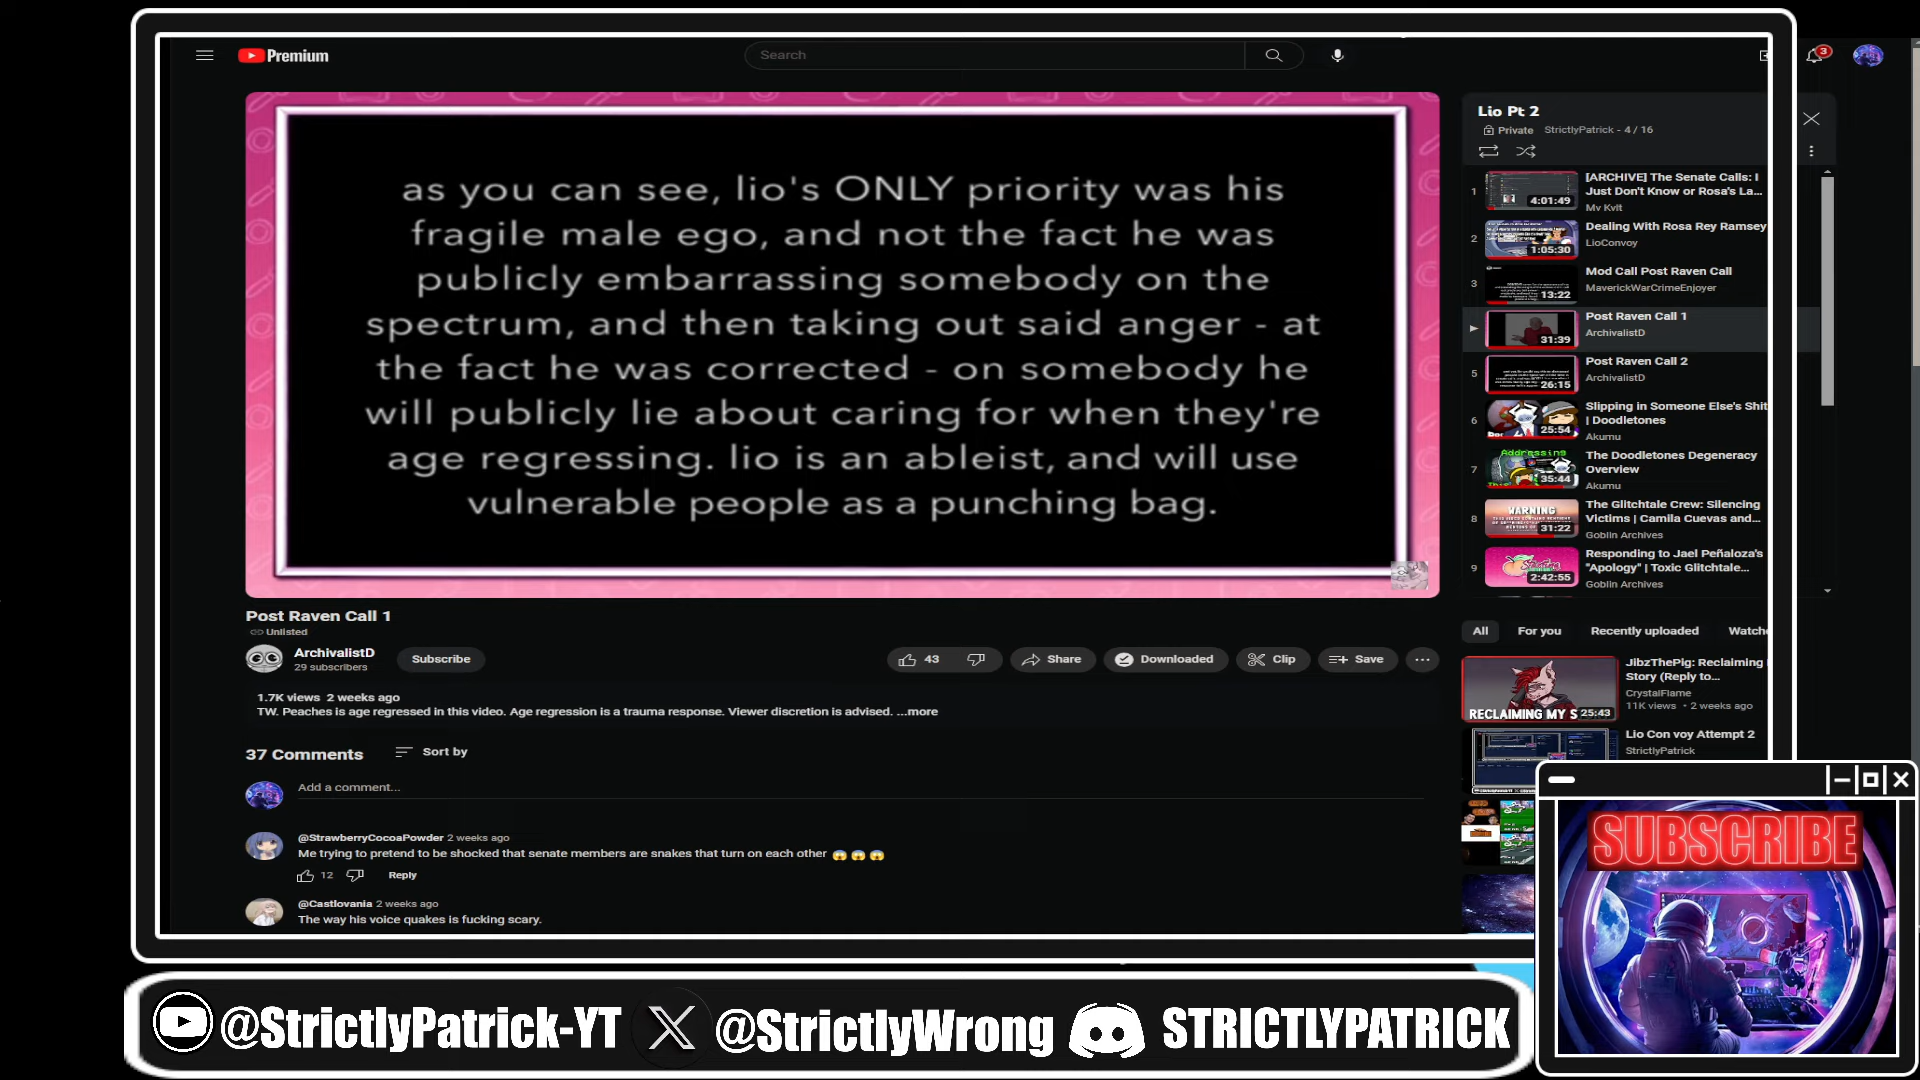 Premium
Search
3
as you can see, lio's ONLY priority was his
fragile male ego, and not the fact he was
publicly embarrassing somebody on the
spectrum, and then taking out said anger - at
the fact he was corrected - on somebody he
will publicly lie about caring for when they're
age regressing. lio is an ableist, and will use
vulnerable people as a punching bag.
Post Raven Call 1
Unlisted
ArchivalistD
29 subscribers
Subscribe
43
Share
Downloaded
Clip
Save
1.7K views 2 weeks ago
TW. Peaches is age regressed in this video. Age regression is a trauma response. Viewer discretion is advised. ...more
37 Comments
Sort by
Add a comment...
@StrawberryCocoaPowder 2 weeks ago
Me trying to pretend to be shocked that senate members are snakes that turn on each other 😱 😱 😱
12
Reply
@Castlovania 2 weeks ago
The way his voice quakes is fucking scary.
Lio Pt 2
Private
StrictlyPatrick - 4 / 16
1
4:01:49
[ARCHIVE] The Senate Calls: I
Just Don't Know or Rosa's La...
Mv Kvlt
2
1:05:30
Dealing With Rosa Rey Ramsey
LioConvoy
3
13:22
Mod Call Post Raven Call
MaverickWarCrimeEnjoyer
31:39
Post Raven Call 1
ArchivalistD
5
26:15
Post Raven Call 2
ArchivalistD
6
25:54
Slipping in Someone Else's Shit
| Doodletones
Akumu
7
Addressing
35:44
The Doodletones Degeneracy
Overview
Akumu
8
WARNING
31:22
The Glitchtale Crew: Silencing
Victims | Camila Cuevas and...
Goblin Archives
9
2:42:55
Responding to Jael Peñaloza's
"Apology" | Toxic Glitchtale...
Goblin Archives
All
For you
Recently uploaded
RECLAIMING MY S
25:43
JibzThePig: Reclaiming
Story (Reply to...
CrystalFlame
11K views • 2 weeks ago
Lio Con voy Attempt 2
StrictlyPatrick
SUBSCRIBE
@StrictlyPatrick-YT
@StrictlyWrong
STRICTLYPATRICK